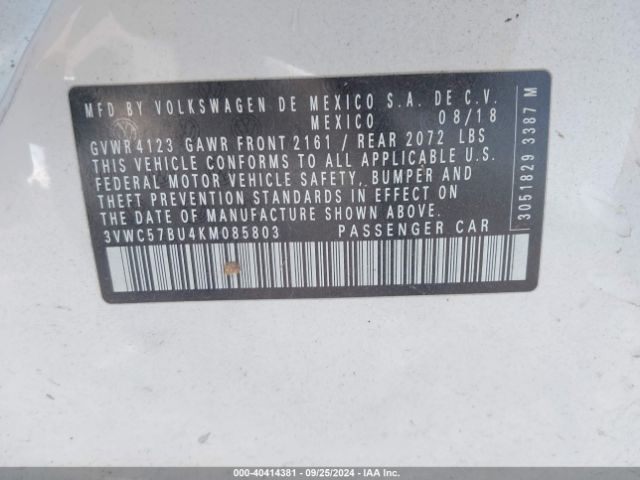 MFD BY VOLKSWAGEN DE MEXICO S.A. DE C.V.
MEXICO 08/18
GVWR 4123 GAWR FRONT 2161 / REAR 2072 LBS
THIS VEHICLE CONFORMS TO ALL APPLICABLE U.S.
FEDERAL MOTOR VEHICLE SAFETY, BUMPER AND
THEFT PREVENTION STANDARDS IN EFFECT ON
THE DATE OF MANUFACTURE SHOWN ABOVE.
3VWC57BU4KM085803 PASSENGER CAR
3051829 3387 M
000-40414381 - 09/25/2024 - IAA Inc.